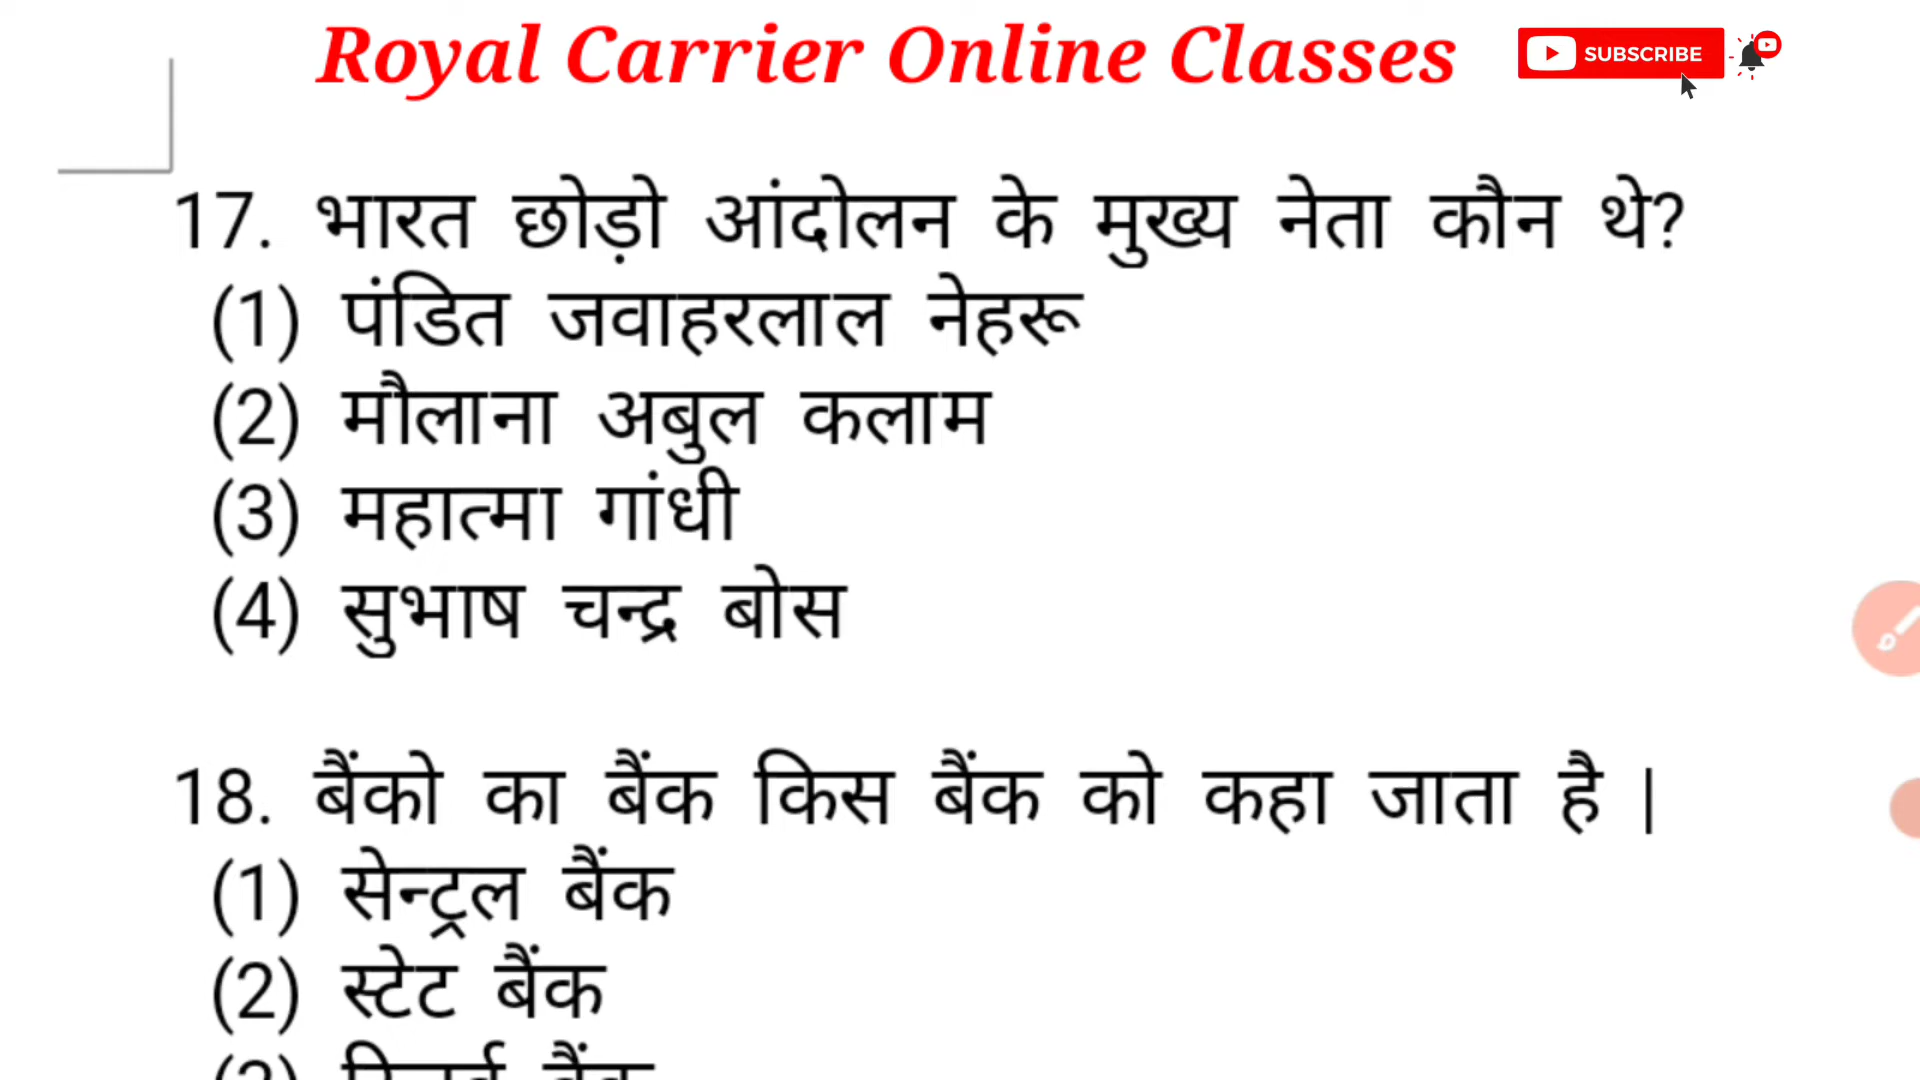 Royal Carrier Online Classes
SUBSCRIBE
17. भारत छोड़ो आंदोलन के मुख्य नेता कौन थे?
(1) पंडित जवाहरलाल नेहरू
(2) मौलाना अबुल कलाम
(3) महात्मा गांधी
(4) सुभाष चन्द्र बोस
18. बैंको का बैंक किस बैंक को कहा जाता है |
(1) सेन्ट्रल बैंक
(2) स्टेट बैंक